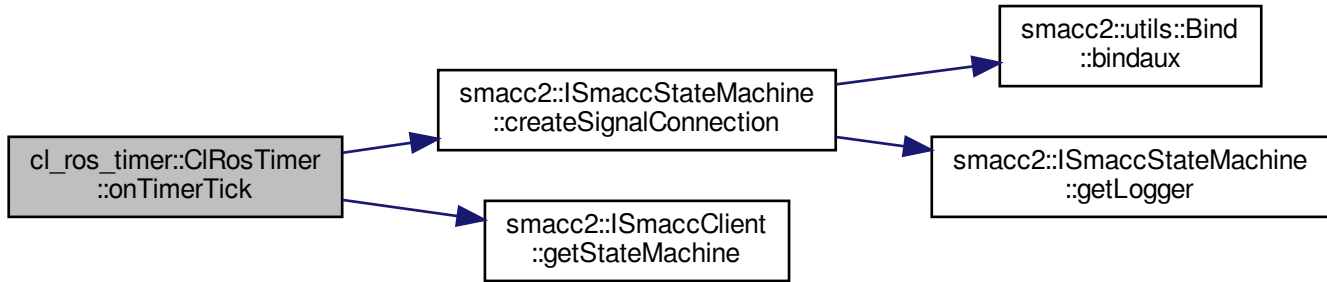 cl_ros_timer::ClRosTimer
::onTimerTick
smacc2::ISmaccStateMachine
::createSignalConnection
smacc2::ISmaccClient
::getStateMachine
smacc2::utils::Bind
::bindaux
smacc2::ISmaccStateMachine
::getLogger